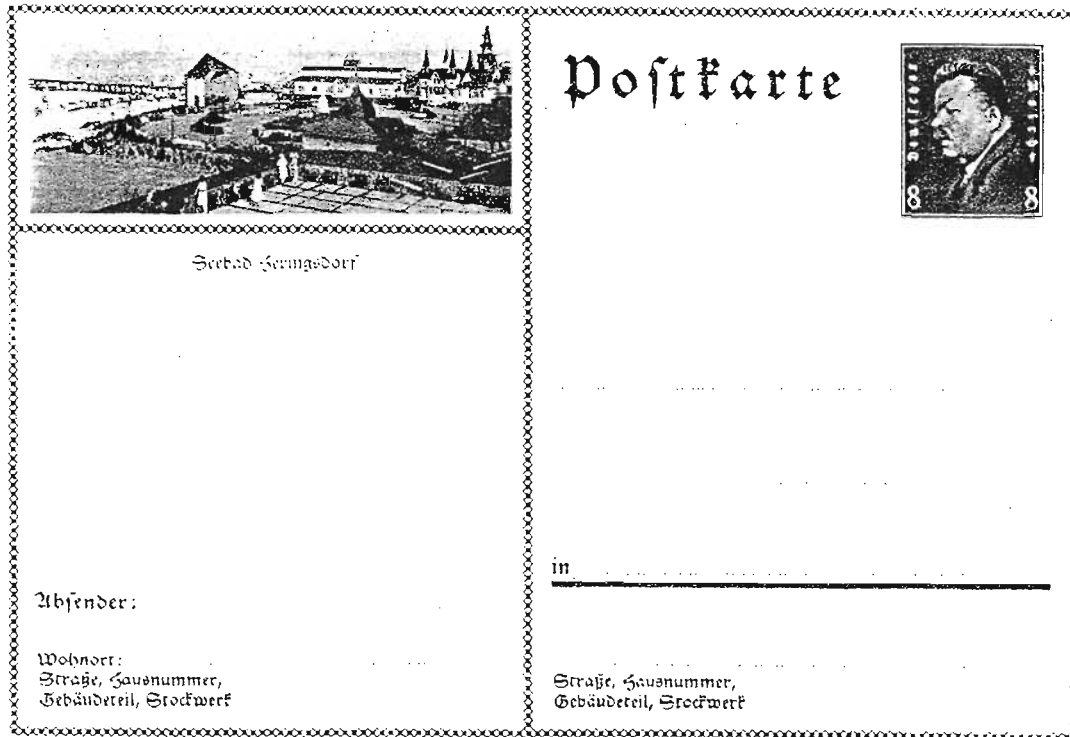 Postkarte
8 8
Seebad Heringsdorf
in
Absender:
Wohnort:
Straße, Hausnummer,
Gebäudeteil, Stockwerk
Straße, Hausnummer,
Gebäudeteil, Stockwerk